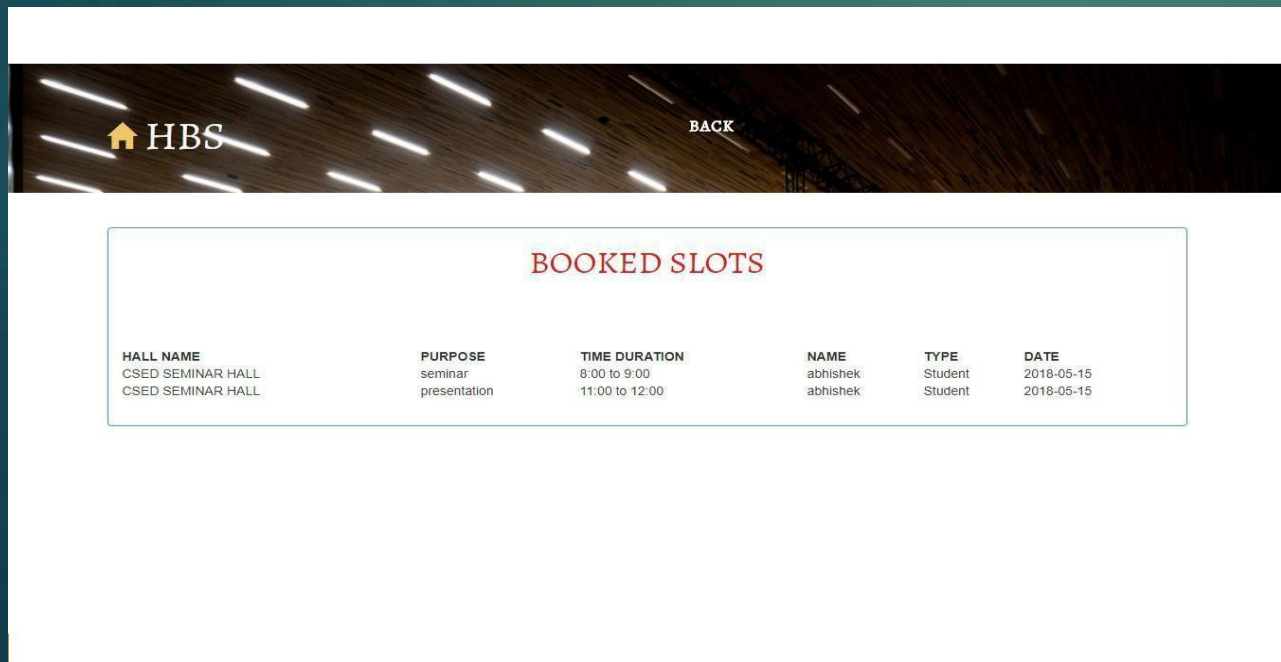 HBS
BACK
BOOKED SLOTS
HALL NAME PURPOSE TIME DURATION NAME TYPE DATE
CSED SEMINAR HALL seminar 8:00 to 9:00 abhishek Student 2018-05-15
CSED SEMINAR HALL presentation 11:00 to 12:00 abhishek Student 2018-05-15